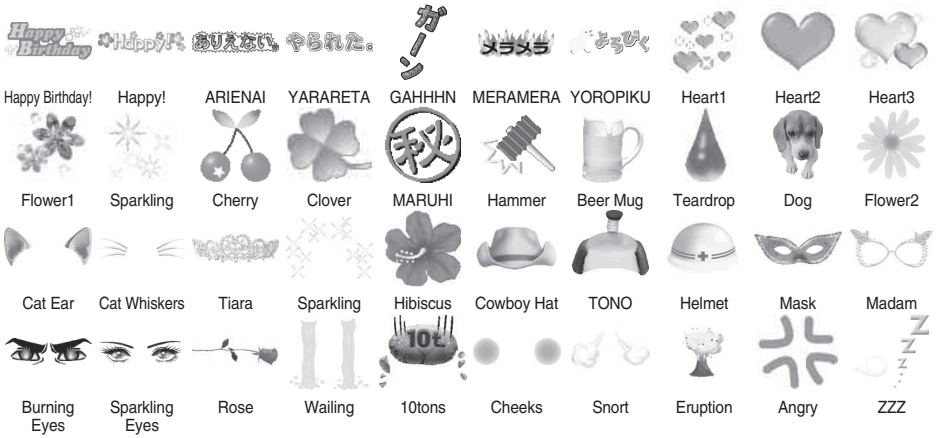 Happy Birthday
Happy!
ありえない。
やられた。
ガーン
メラメラ
よろぴく
Happy Birthday! Happy! ARIENAI YARARETA GAHHHN MERAMERA YOROPIKU Heart1 Heart2 Heart3
秘
Flower1 Sparkling Cherry Clover MARUHI Hammer Beer Mug Teardrop Dog Flower2
Cat Ear Cat Whiskers Tiara Sparkling Hibiscus Cowboy Hat TONO Helmet Mask Madam
10t.
Z
Z
Z
z
Burning Eyes Sparkling Eyes Rose Wailing 10tons Cheeks Snort Eruption Angry ZZZ